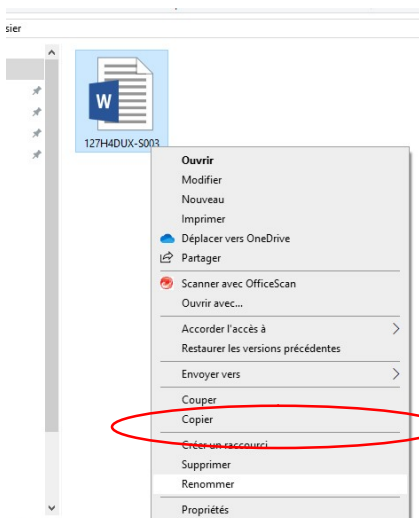 sier
W
127H4DUX-S003
Ouvrir
Modifier
Nouveau
Imprimer
Déplacer vers OneDrive
Partager
Scanner avec OfficeScan
Ouvrir avec...
Accorder l'accès à
Restaurer les versions précédentes
Envoyer vers
Couper
Copier
Créer un raccourci
Supprimer
Renommer
Propriétés